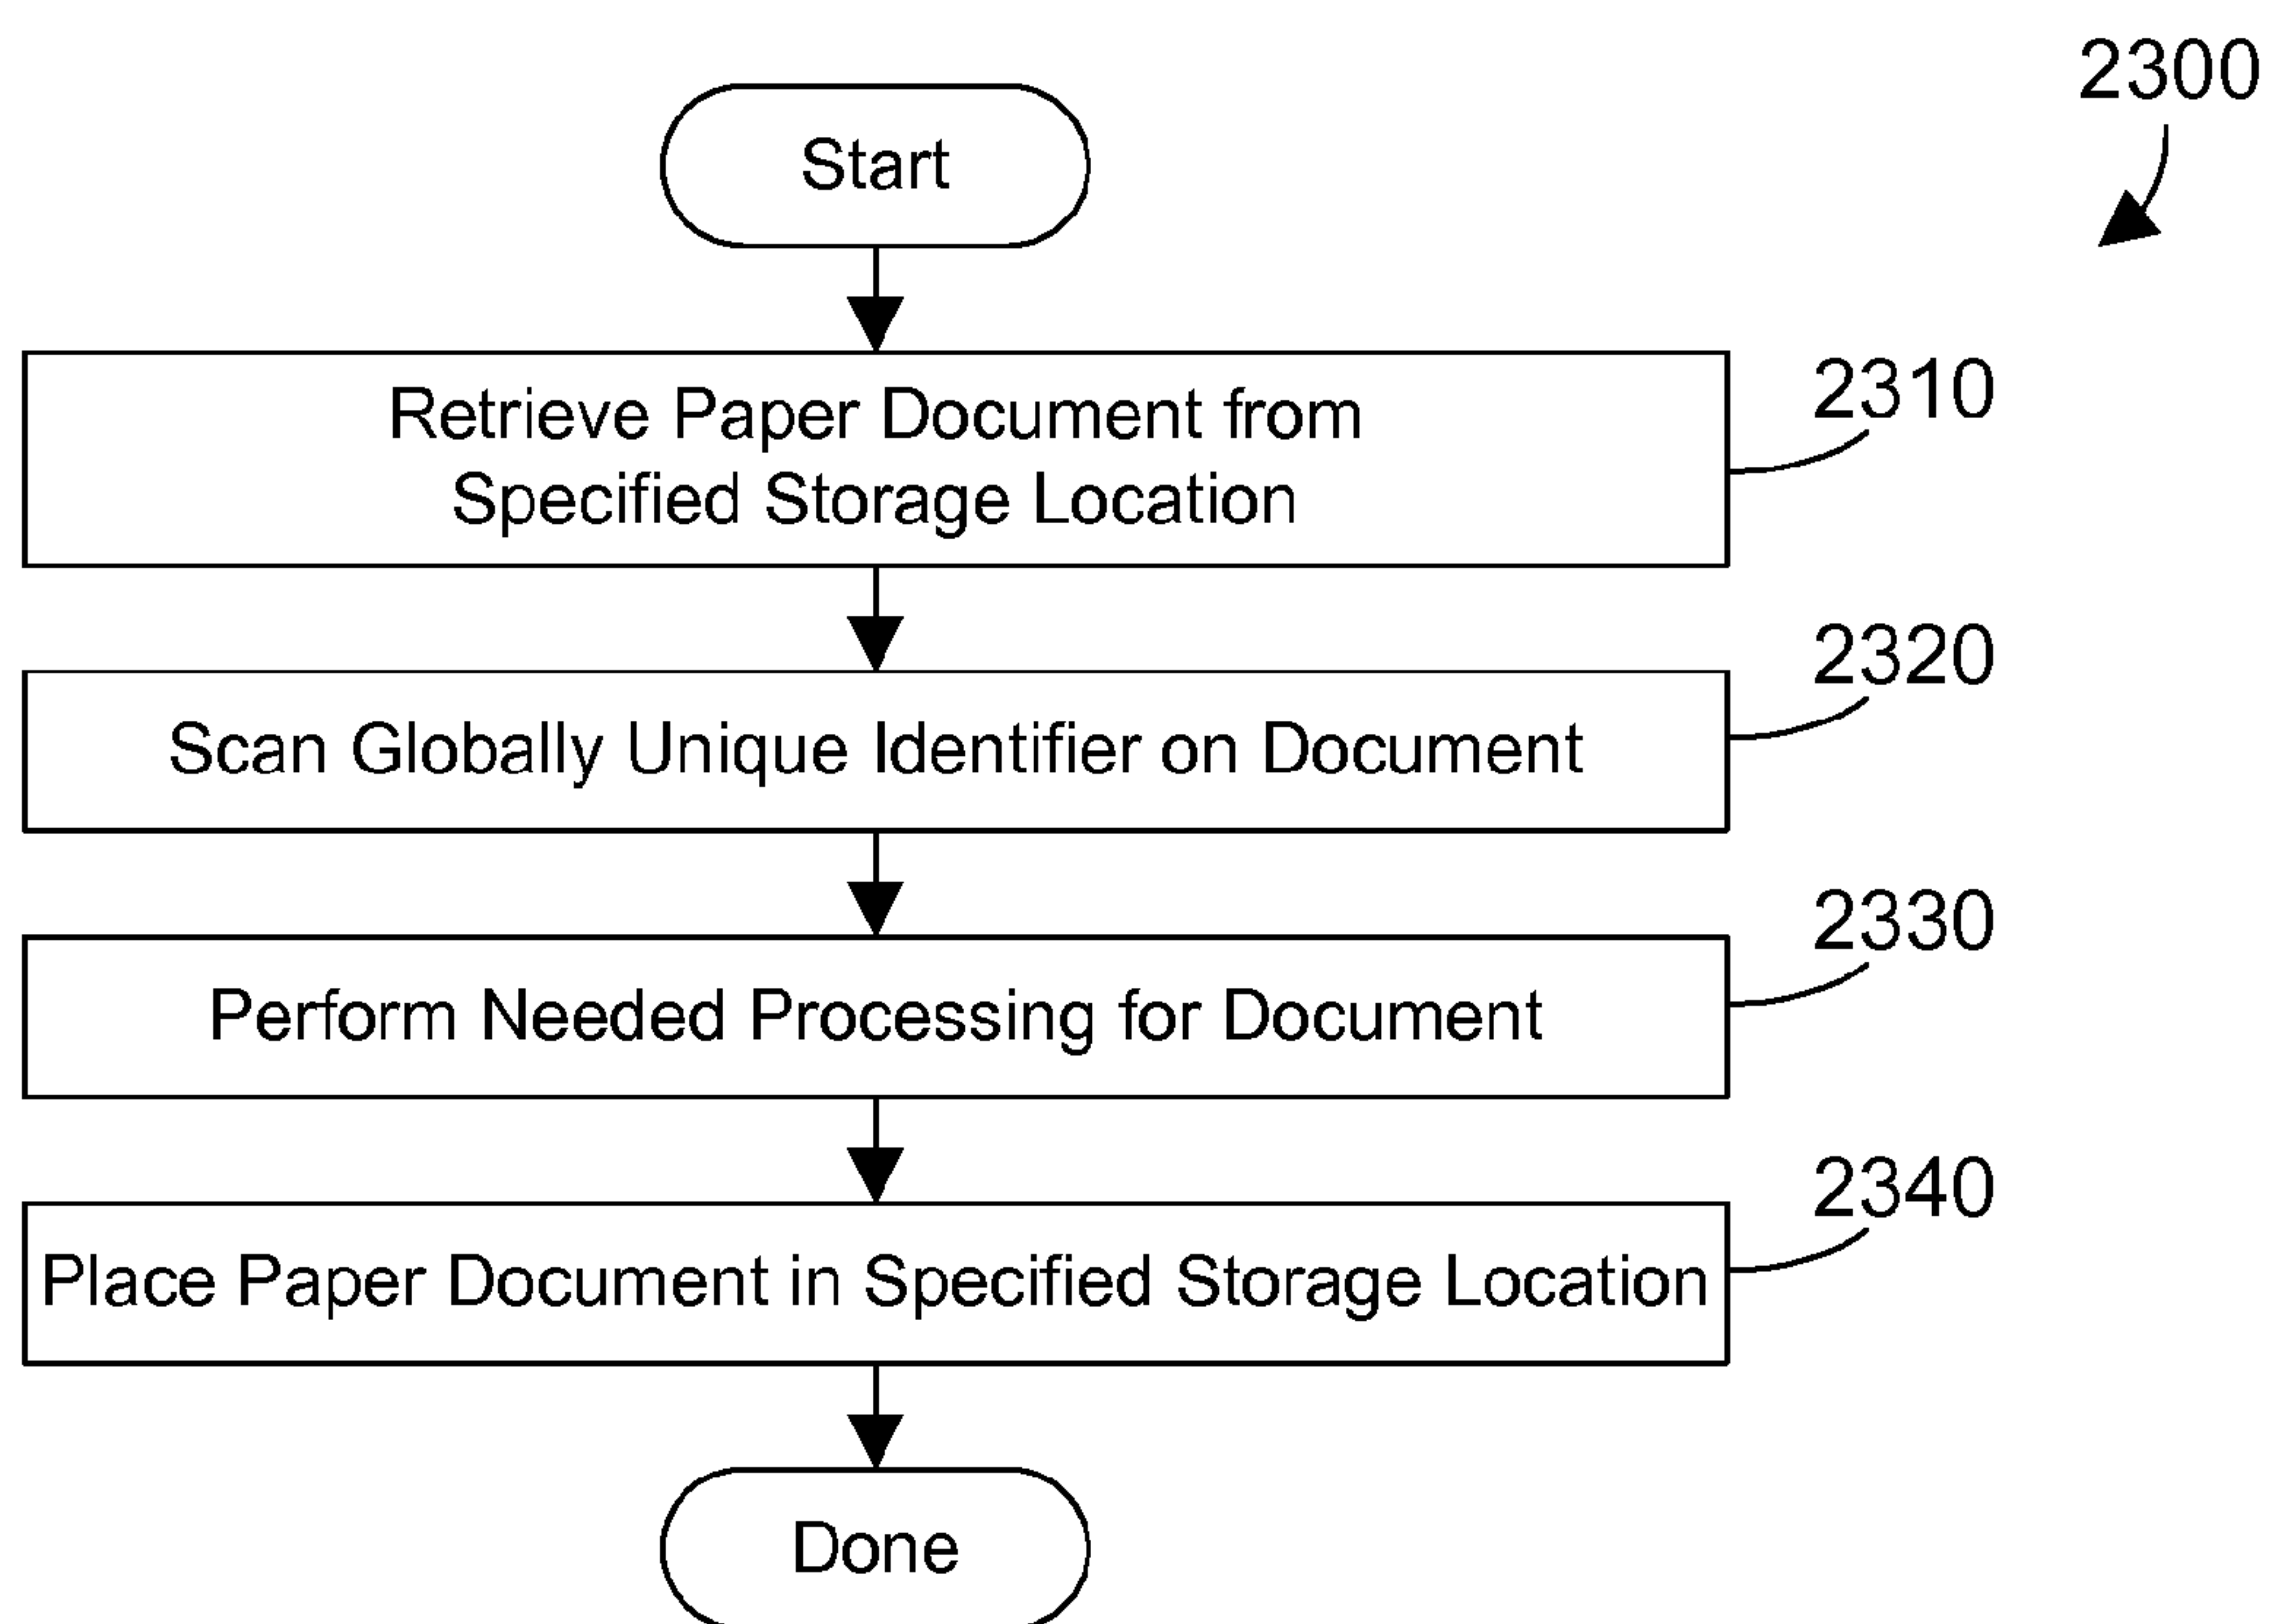 2300
Start
Retrieve Paper Document from
Specified Storage Location
2310
Scan Globally Unique Identifier on Document
2320
Perform Needed Processing for Document
2330
Place Paper Document in Specified Storage Location
2340
Done